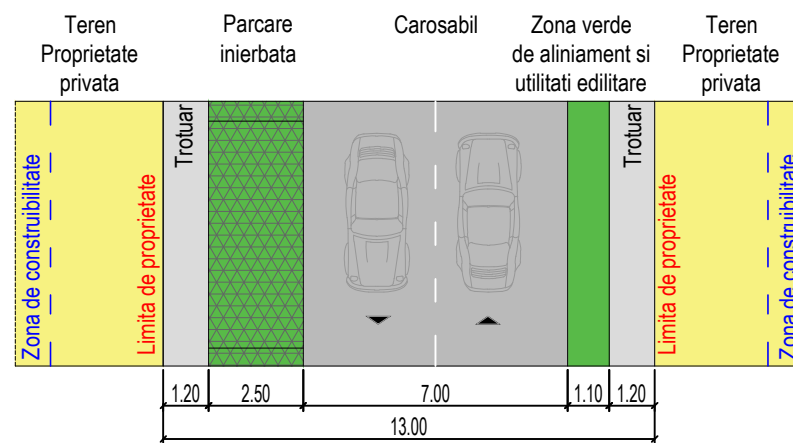 Teren
Proprietate
privata
Parcare
inierbata
Carosabil
Zona verde
de aliniament si
utilitati edilitare
Teren
Proprietate
privata
Zona de construibilitate
Limita de proprietate
Trotuar
Trotuar
Limita de proprietate
Zona de construibilitate
1.20
2.50
7.00
1.10
1.20
13.00